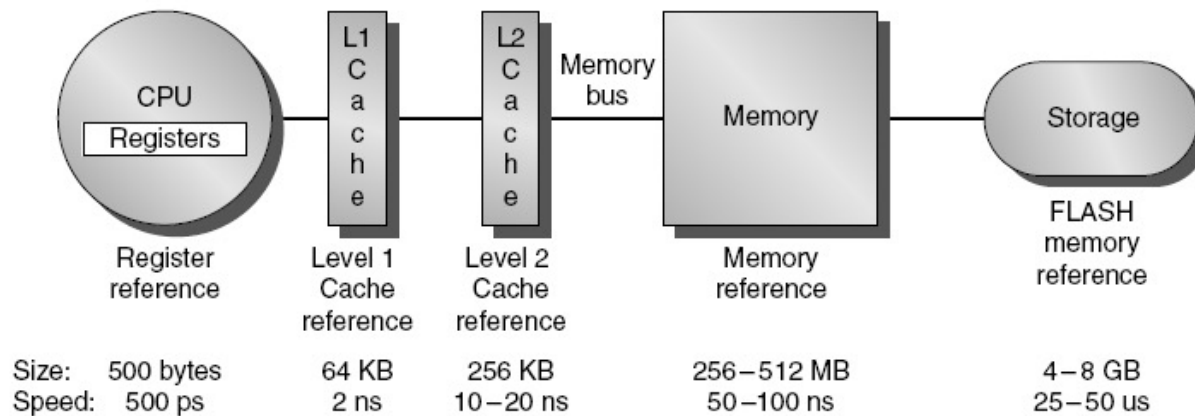 CPU
Registers
L1
C
a
c
h
e
L2
C
a
c
h
e
Memory
bus
Memory
Storage
Register
reference
Level 1
Cache
reference
Level 2
Cache
reference
Memory
reference
FLASH
memory
reference
Size: 500 bytes 64 KB 256 KB 256–512 MB 4–8 GB
Speed: 500 ps 2 ns 10–20 ns 50–100 ns 25–50 us